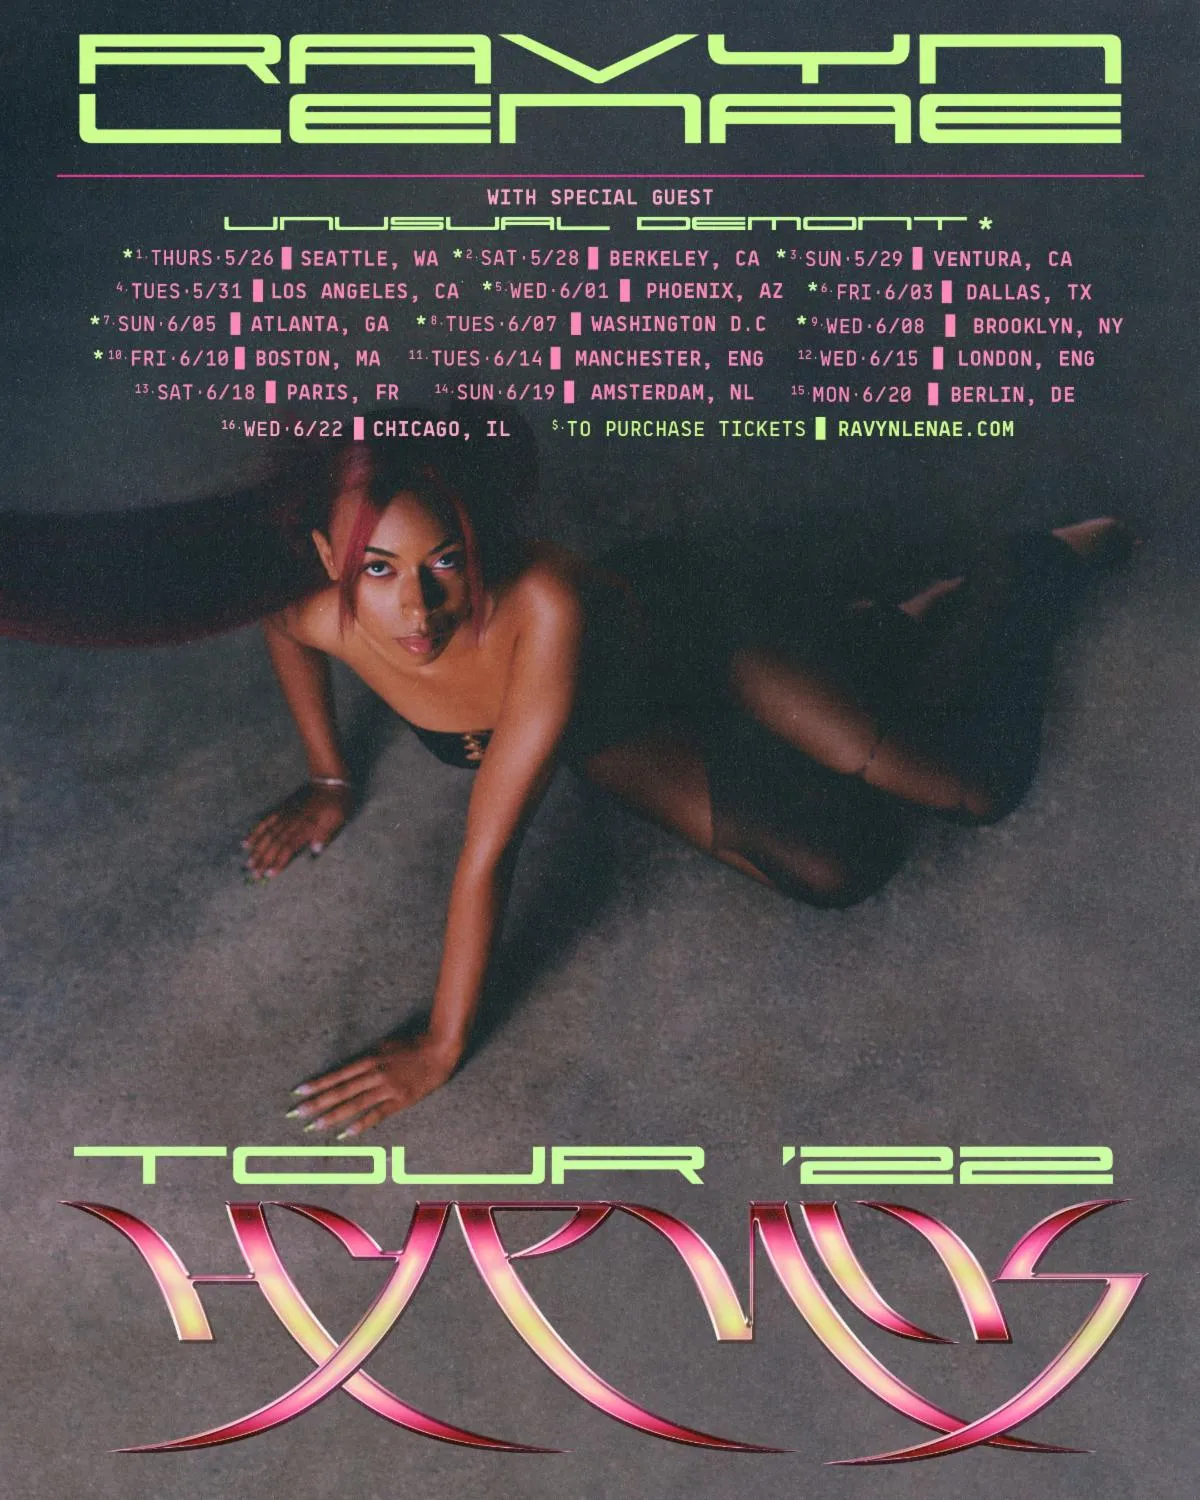 RAVYN
LENAE
WITH SPECIAL GUEST
UNUSUAL DEMONT *
*1·THURS·5/26 ▮ SEATTLE, WA *2·SAT·5/28 ▮ BERKELEY, CA *3·SUN·5/29 ▮ VENTURA, CA
4·TUES·5/31 ▮ LOS ANGELES, CA *5·WED·6/01 ▮ PHOENIX, AZ *6·FRI·6/03 ▮ DALLAS, TX
*7·SUN·6/05 ▮ ATLANTA, GA *8·TUES·6/07 ▮ WASHINGTON D.C *9·WED·6/08 ▮ BROOKLYN, NY
*10·FRI·6/10 ▮ BOSTON, MA 11·TUES·6/14 ▮ MANCHESTER, ENG 12·WED·6/15 ▮ LONDON, ENG
13·SAT·6/18 ▮ PARIS, FR 14·SUN·6/19 ▮ AMSTERDAM, NL 15·MON·6/20 ▮ BERLIN, DE
16·WED·6/22 ▮ CHICAGO, IL $·TO PURCHASE TICKETS ▮ RAVYNLENAE.COM
TOUR '22
HYPNOS